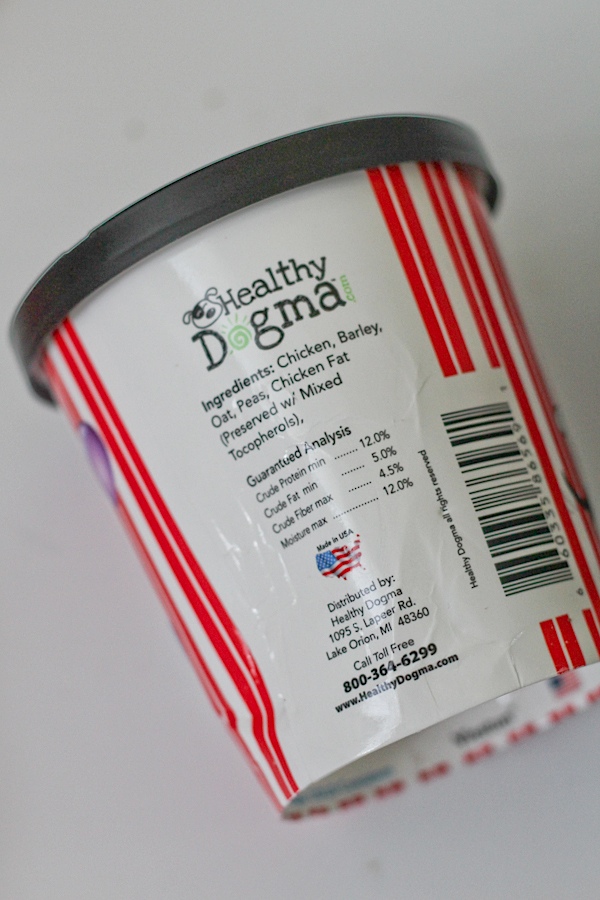 Healthy
Dogma
.com
Ingredients: Chicken, Barley,
Oat, Peas, Chicken Fat
(Preserved w/ Mixed
Tocopherols),
Guaranteed Analysis
Crude Protein min ....... 12.0%
Crude Fat min ....... 5.0%
Crude Fiber max ....... 4.5%
Moisture max ............. 12.0%
Made in USA
Distributed by:
Healthy Dogma
1095 S. Lapeer Rd.
Lake Orion, MI 48360
Call Toll Free
800-364-6299
www.HealthyDogma.com
Healthy Dogma all rights reserved